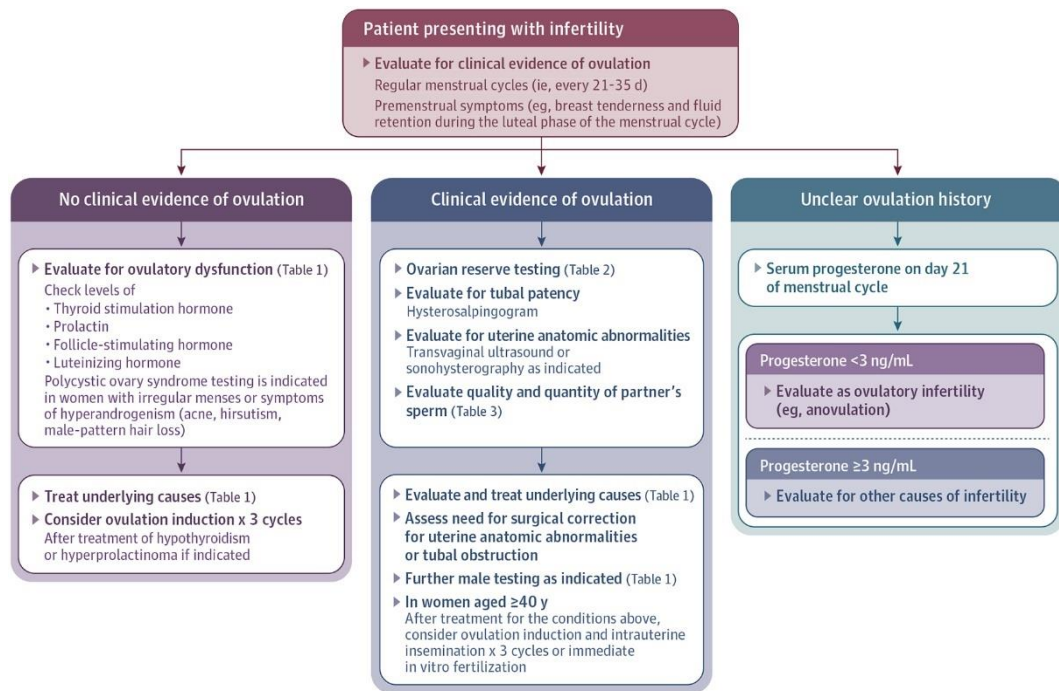 Patient presenting with infertility
▶ Evaluate for clinical evidence of ovulation
Regular menstrual cycles (ie, every 21-35 d)
Premenstrual symptoms (eg, breast tenderness and fluid
retention during the luteal phase of the menstrual cycle)
No clinical evidence of ovulation
▶ Evaluate for ovulatory dysfunction (Table 1)
Check levels of
• Thyroid stimulation hormone
• Prolactin
• Follicle-stimulating hormone
• Luteinizing hormone
Polycystic ovary syndrome testing is indicated
in women with irregular menses or symptoms
of hyperandrogenism (acne, hirsutism,
male-pattern hair loss)
▶ Treat underlying causes (Table 1)
▶ Consider ovulation induction x 3 cycles
After treatment of hypothyroidism
or hyperprolactinoma if indicated
Clinical evidence of ovulation
▶ Ovarian reserve testing (Table 2)
▶ Evaluate for tubal patency
Hysterosalpingogram
▶ Evaluate for uterine anatomic abnormalities
Transvaginal ultrasound or
sonohysterography as indicated
▶ Evaluate quality and quantity of partner's
sperm (Table 3)
▶ Evaluate and treat underlying causes (Table 1)
▶ Assess need for surgical correction
for uterine anatomic abnormalities
or tubal obstruction
▶ Further male testing as indicated (Table 1)
▶ In women aged ≥40 y
After treatment for the conditions above,
consider ovulation induction and intrauterine
insemination x 3 cycles or immediate
in vitro fertilization
Unclear ovulation history
▶ Serum progesterone on day 21
of menstrual cycle
Progesterone <3 ng/mL
▶ Evaluate as ovulatory infertility
(eg, anovulation)
Progesterone ≥3 ng/mL
▶ Evaluate for other causes of infertility